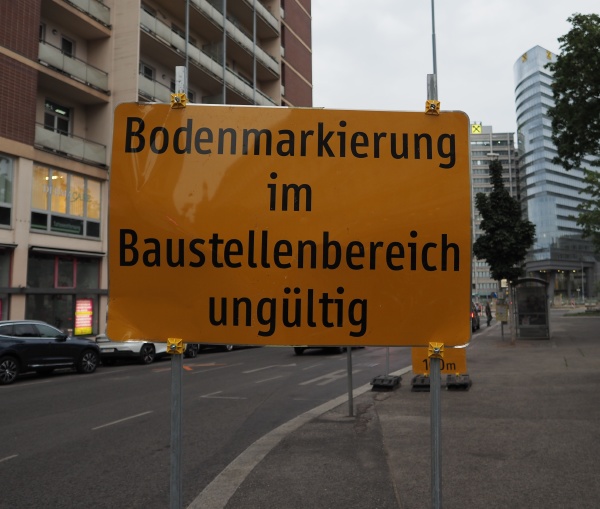 Bodenmarkierung
im
Baustellenbereich
ungültig